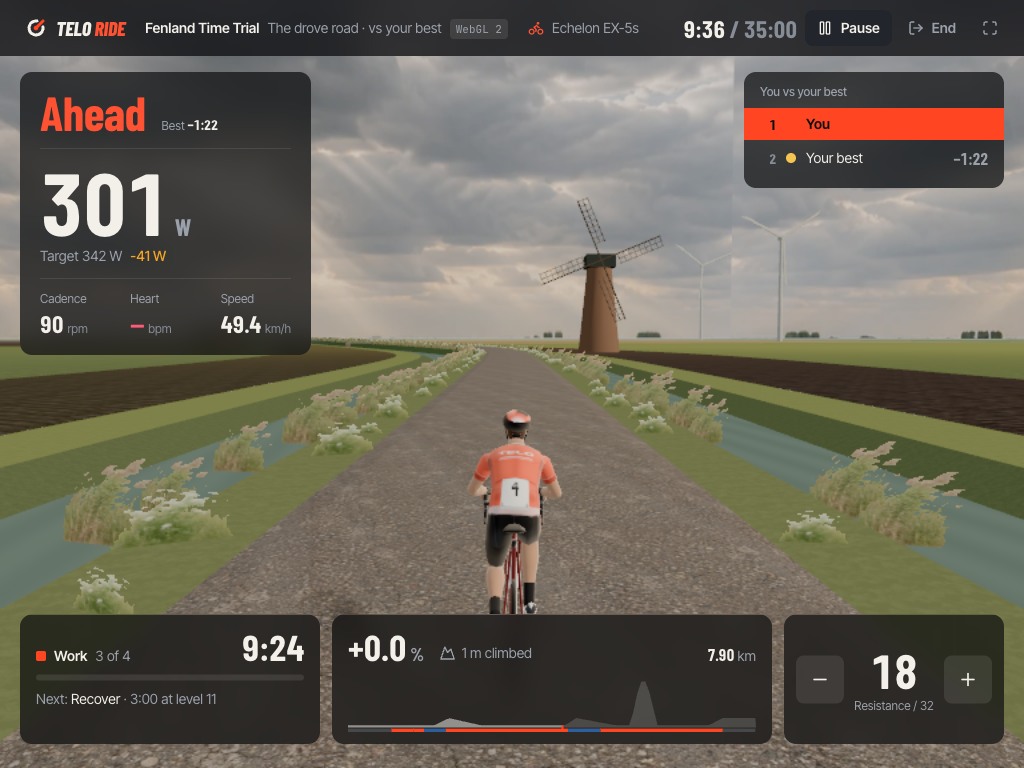 TELO RIDE Fenland Time Trial The drove road · vs your best WebGL 2 Echelon EX-5s 9:36 / 35:00 Pause End
Ahead Best −1:22
301 W
Target 342 W -41 W
Cadence Heart Speed
90 rpm – bpm 49.4 km/h
You vs your best
1 You
2 Your best −1:22
TELO
Work 3 of 4 9:24
Next: Recover · 3:00 at level 11
+0.0 % 1 m climbed 7.90 km
− 18 +
Resistance / 32